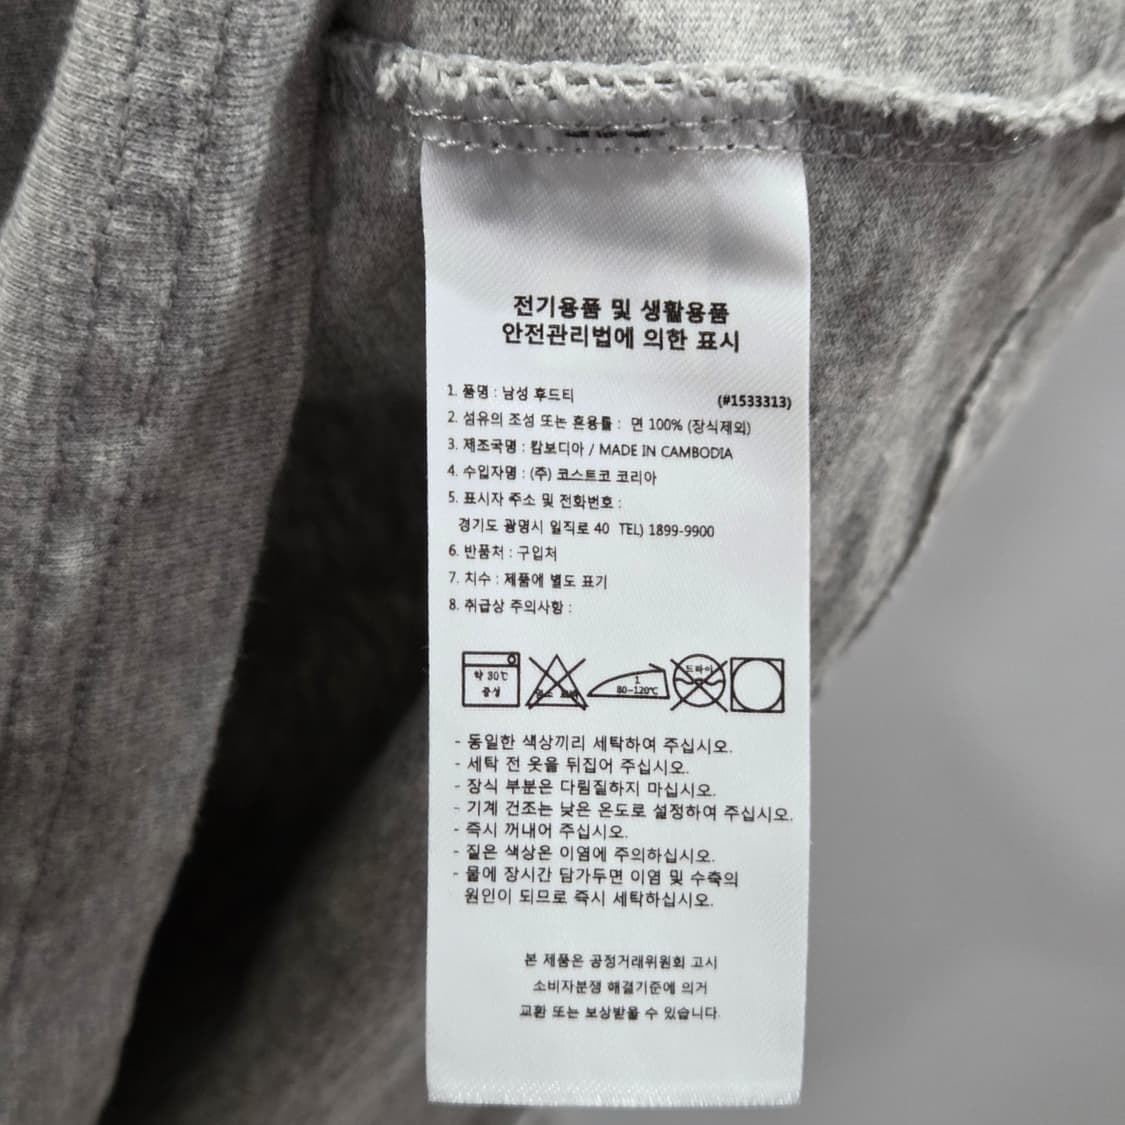 전기용품 및 생활용품
안전관리법에 의한 표시
1. 품명 : 남성 후드티 (#1533313)
2. 섬유의 조성 또는 혼용률 : 면 100% (장식제외)
3. 제조국명 : 캄보디아 / MADE IN CAMBODIA
4. 수입자명 : (주) 코스트코 코리아
5. 표시자 주소 및 전화번호 :
경기도 광명시 일직로 40 TEL) 1899-9900
6. 반품처 : 구입처
7. 치수 : 제품에 별도 표기
8. 취급상 주의사항 :
약 30℃
중성
1
80-120℃
드라이
- 동일한 색상끼리 세탁하여 주십시오.
- 세탁 전 옷을 뒤집어 주십시오.
- 장식 부분은 다림질하지 마십시오.
- 기계 건조는 낮은 온도로 설정하여 주십시오.
- 즉시 꺼내어 주십시오.
- 짙은 색상은 이염에 주의하십시오.
- 물에 장시간 담가두면 이염 및 수축의
원인이 되므로 즉시 세탁하십시오.
본 제품은 공정거래위원회 고시
소비자분쟁 해결기준에 의거
교환 또는 보상받을 수 있습니다.